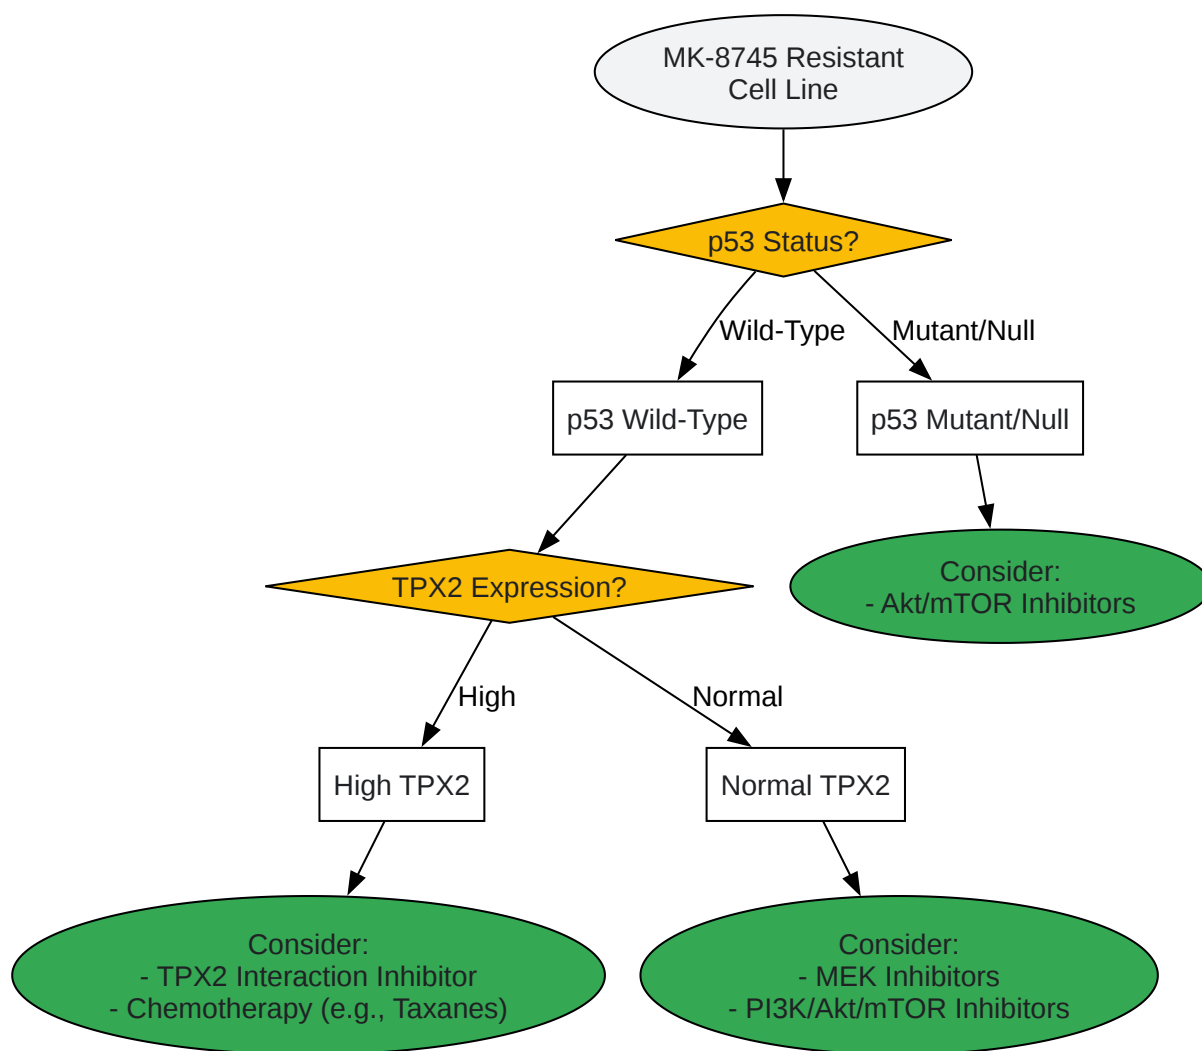 MK-8745 Resistant
Cell Line
p53 Status?
Wild-Type
Mutant/Null
p53 Wild-Type
p53 Mutant/Null
TPX2 Expression?
Consider:
- Akt/mTOR Inhibitors
High
Normal
High TPX2
Normal TPX2
Consider:
- TPX2 Interaction Inhibitor
- Chemotherapy (e.g., Taxanes)
Consider:
- MEK Inhibitors
- PI3K/Akt/mTOR Inhibitors